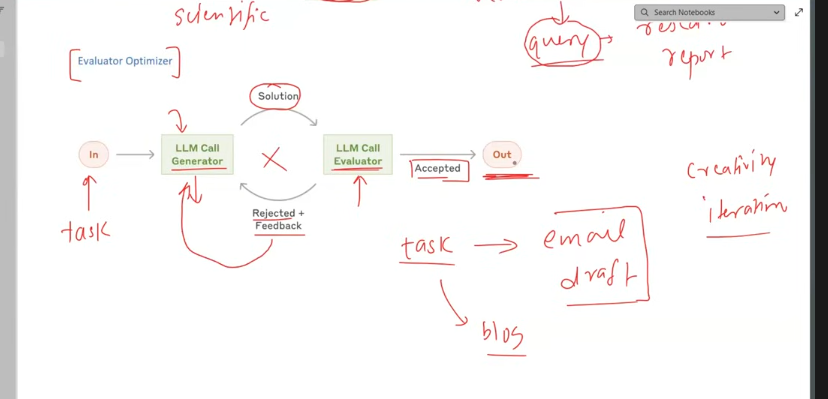 scientific
Search Notebooks
query
report
[Evaluator Optimizer]
Solution
In
LLM Call
Generator
LLM Call
Evaluator
Accepted
Out
Rejected +
Feedback
task
task
email
draft
blog
creativity
iteration